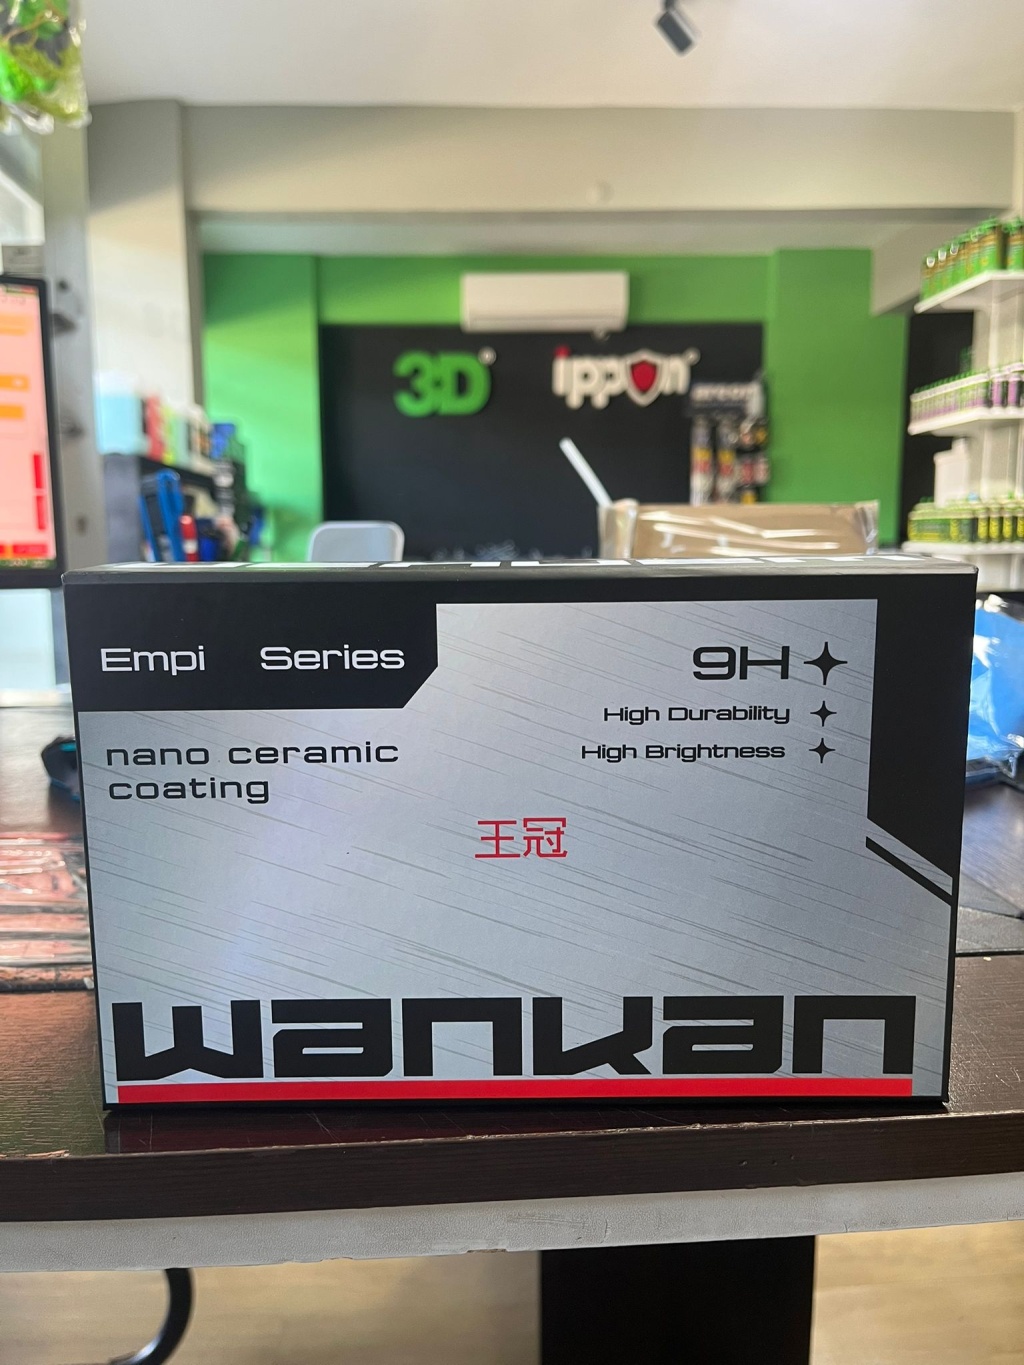 3D
ippon
Empi Series
9H
High Durability
High Brightness
nano ceramic
coating
王冠
wankan